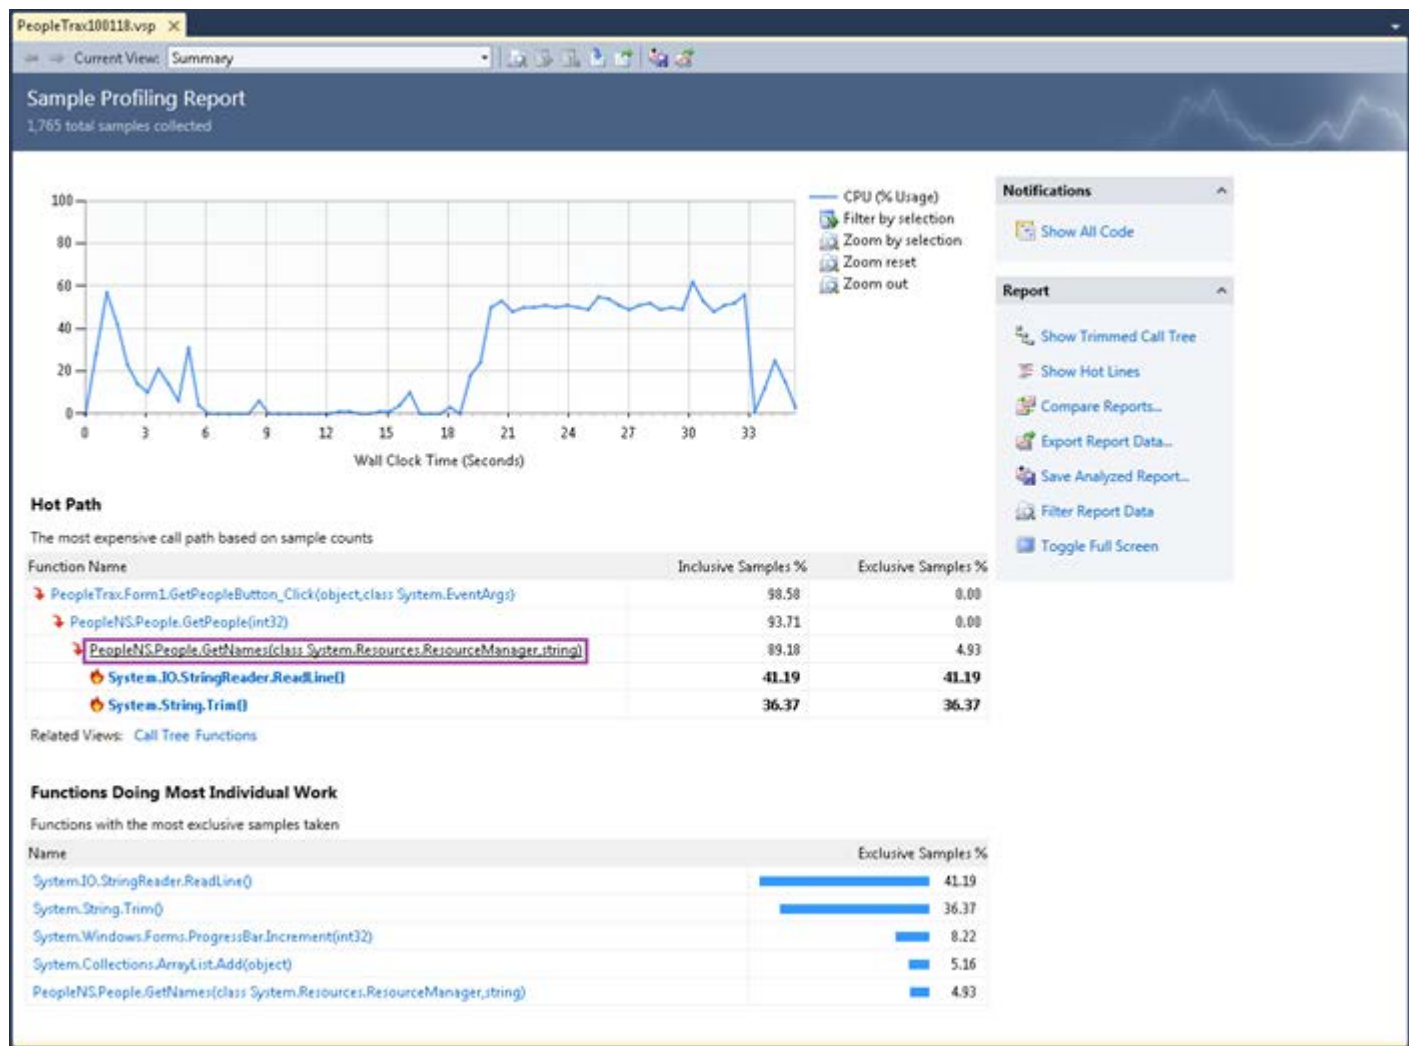 PeopleTrax100118.vsp
Current View: Summary
Sample Profiling Report
1,765 total samples collected
100
80
60
40
20
0
0 3 6 9 12 15 18 21 24 27 30 33
Wall Clock Time (Seconds)
CPU (% Usage)
Filter by selection
Zoom by selection
Zoom reset
Zoom out
Notifications
Show All Code
Report
Show Trimmed Call Tree
Show Hot Lines
Compare Reports...
Export Report Data...
Save Analyzed Report...
Filter Report Data
Toggle Full Screen
Hot Path
The most expensive call path based on sample counts
Function Name Inclusive Samples % Exclusive Samples %
PeopleTrax.Form1.GetPeopleButton_Click(object,class System.EventArgs) 98.58 0.00
PeopleNS.People.GetPeople(int32) 93.71 0.00
PeopleNS.People.GetNames(class System.Resources.ResourceManager,string) 89.18 4.93
System.IO.StringReader.ReadLine() 41.19 41.19
System.String.Trim() 36.37 36.37
Related Views: Call Tree Functions
Functions Doing Most Individual Work
Functions with the most exclusive samples taken
Name Exclusive Samples %
System.IO.StringReader.ReadLine() 41.19
System.String.Trim() 36.37
System.Windows.Forms.ProgressBar.Increment(int32) 8.22
System.Collections.ArrayList.Add(object) 5.16
PeopleNS.People.GetNames(class System.Resources.ResourceManager,string) 4.93